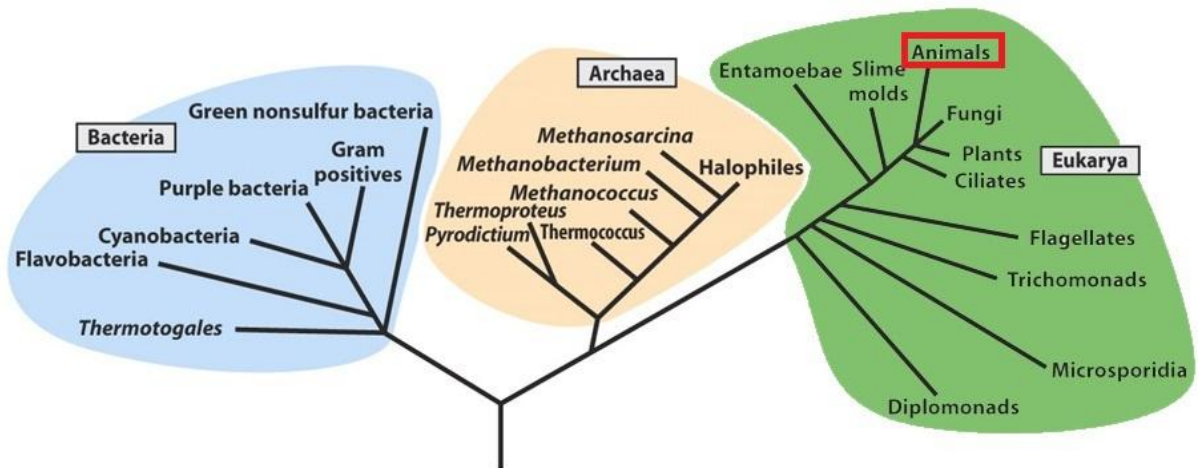 Bacteria
Green nonsulfur bacteria
Gram
positives
Purple bacteria
Cyanobacteria
Flavobacteria
Thermotogales
Archaea
Methanosarcina
Methanobacterium
Halophiles
Methanococcus
Thermoproteus
Thermococcus
Pyrodictium
Animals
Entamoebae
Slime
molds
Fungi
Plants
Eukarya
Ciliates
Flagellates
Trichomonads
Microsporidia
Diplomonads